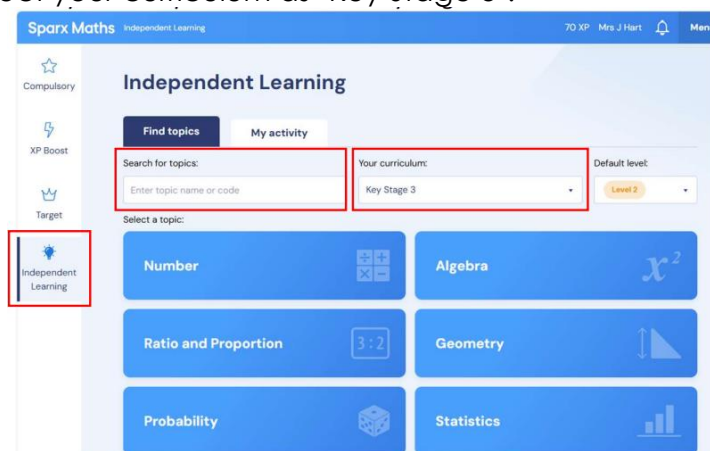 Sparx Maths Independent Learning 70 XP Mrs J Hart Men
Compulsory
XP Boost
Target
Independent
Learning
Independent Learning
Find topics My activity
Search for topics: Your curriculum: Default level:
Enter topic name or code Key Stage 3 Level 2
Select a topic:
Number Algebra x²
Ratio and Proportion 3:2 Geometry
Probability Statistics